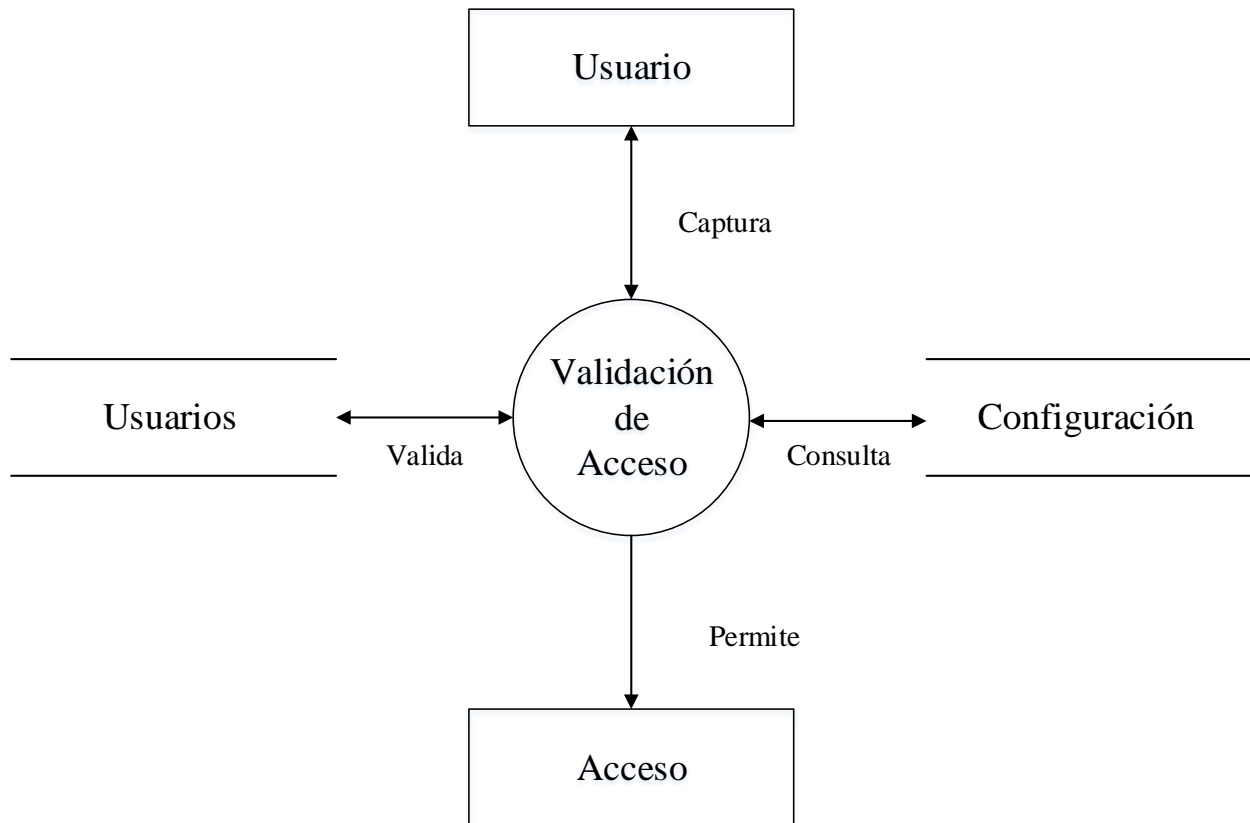 Usuario
Captura
Validación
de
Acceso
Usuarios
Valida
Consulta
Configuración
Permite
Acceso